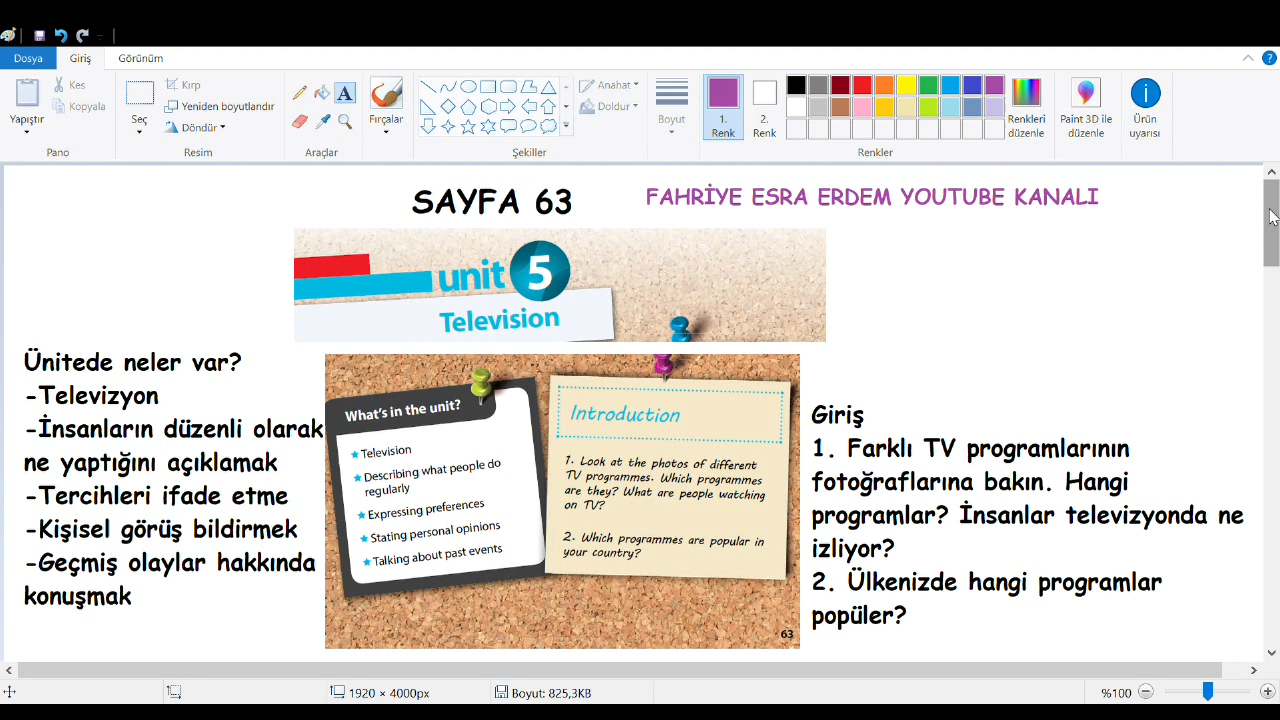 Dosya
Giriş
Görünüm
Yapıştır
Kes
Kopyala
Pano
Seç
Kırp
Yeniden boyutlandır
Döndür
Resim
A
Araçlar
Fırçalar
Anahat
Doldur
Şekiller
Boyut
1.
Renk
2.
Renk
Renkleri
düzenle
Renkler
Paint 3D ile
düzenle
Ürün
uyarısı
SAYFA 63
FAHRİYE ESRA ERDEM YOUTUBE KANALI
unit 5
Television
Ünitede neler var?
-Televizyon
-İnsanların düzenli olarak
ne yaptığını açıklamak
-Tercihleri ifade etme
-Kişisel görüş bildirmek
-Geçmiş olaylar hakkında
konuşmak
What's in the unit?
Television
Describing what people do
regularly
Expressing preferences
Stating personal opinions
Talking about past events
Introduction
1. Look at the photos of different
TV programmes. Which programmes
are they? What are people watching
on TV?
2. Which programmes are popular in
your country?
63
Giriş
1. Farklı TV programlarının
fotoğraflarına bakın. Hangi
programlar? İnsanlar televizyonda ne
izliyor?
2. Ülkenizde hangi programlar
popüler?
1920 × 4000px
Boyut: 825,3KB
%100